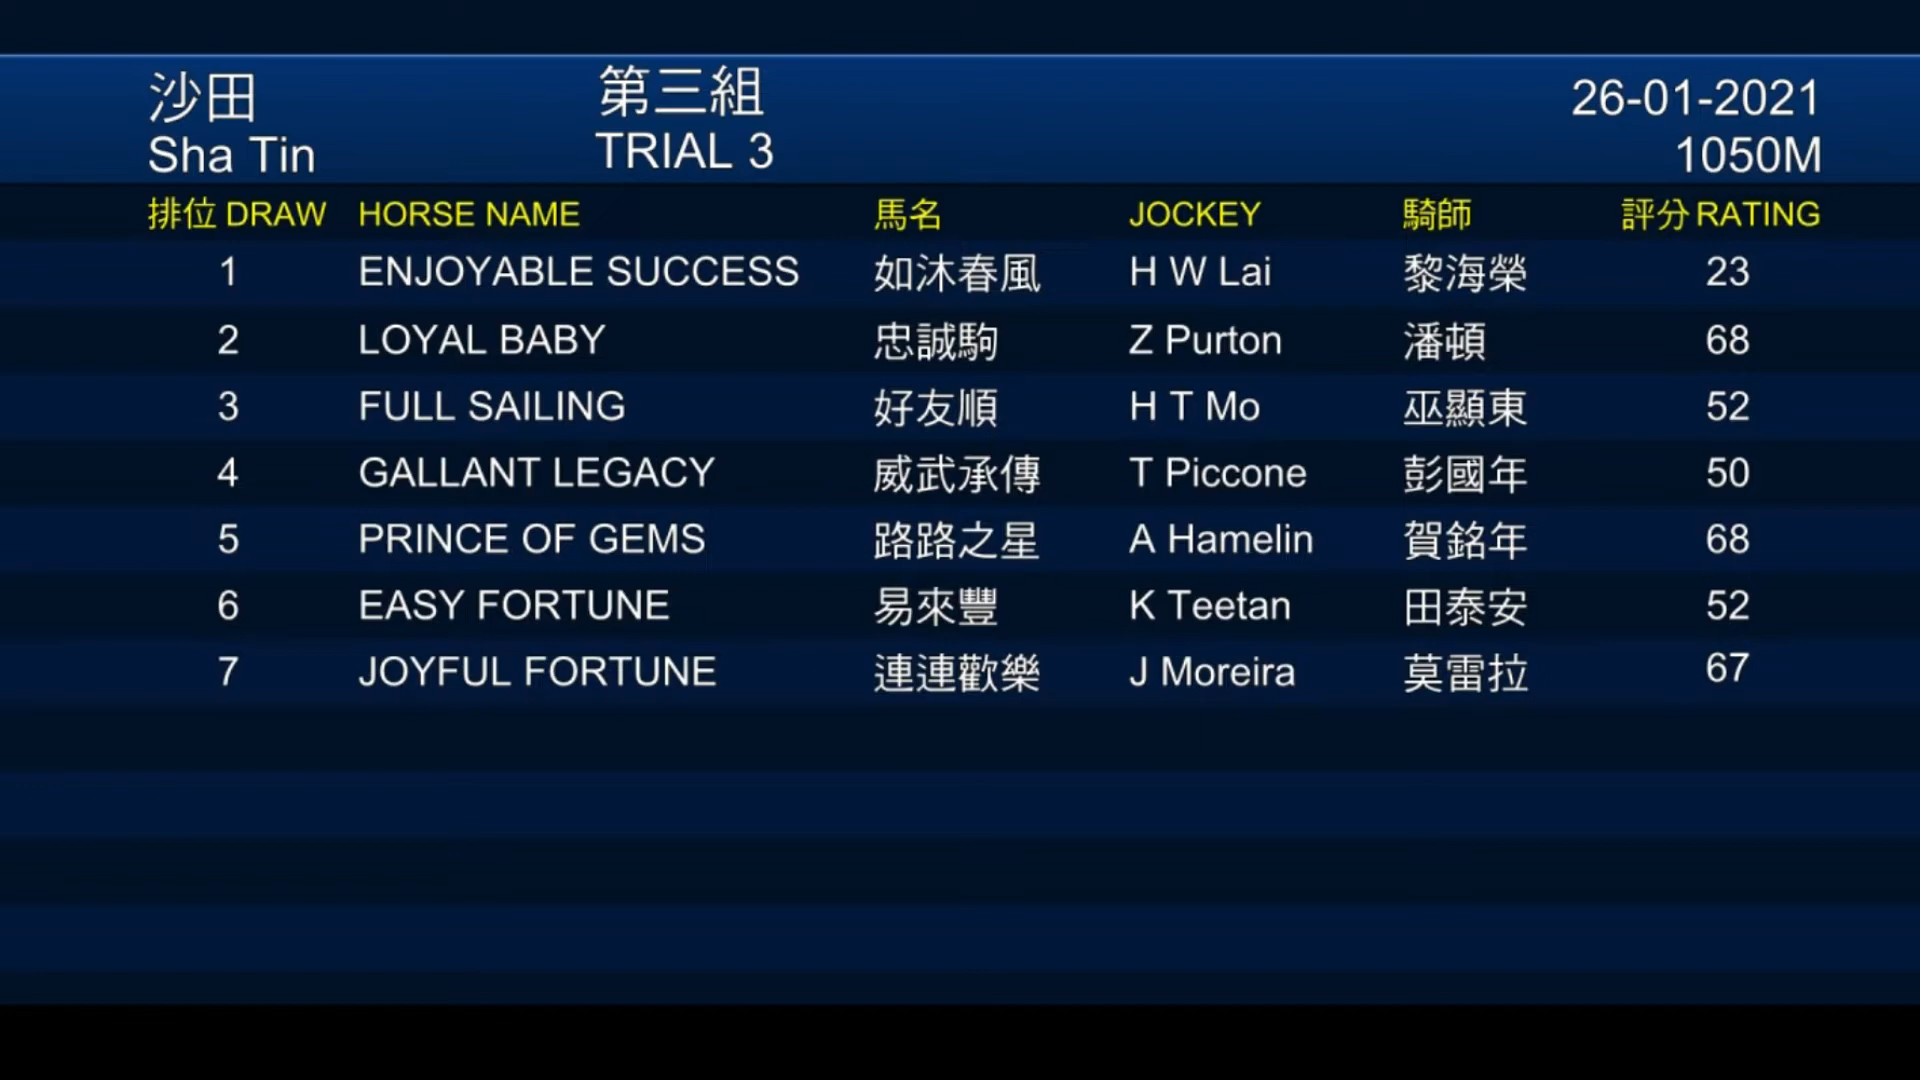 沙田 第三組 26-01-2021
Sha Tin TRIAL 3 1050M
排位 DRAW HORSE NAME 馬名 JOCKEY 騎師 評分 RATING
1 ENJOYABLE SUCCESS 如沐春風 H W Lai 黎海榮 23
2 LOYAL BABY 忠誠駒 Z Purton 潘頓 68
3 FULL SAILING 好友順 H T Mo 巫顯東 52
4 GALLANT LEGACY 威武承傳 T Piccone 彭國年 50
5 PRINCE OF GEMS 路路之星 A Hamelin 賀銘年 68
6 EASY FORTUNE 易來豐 K Teetan 田泰安 52
7 JOYFUL FORTUNE 連連歡樂 J Moreira 莫雷拉 67